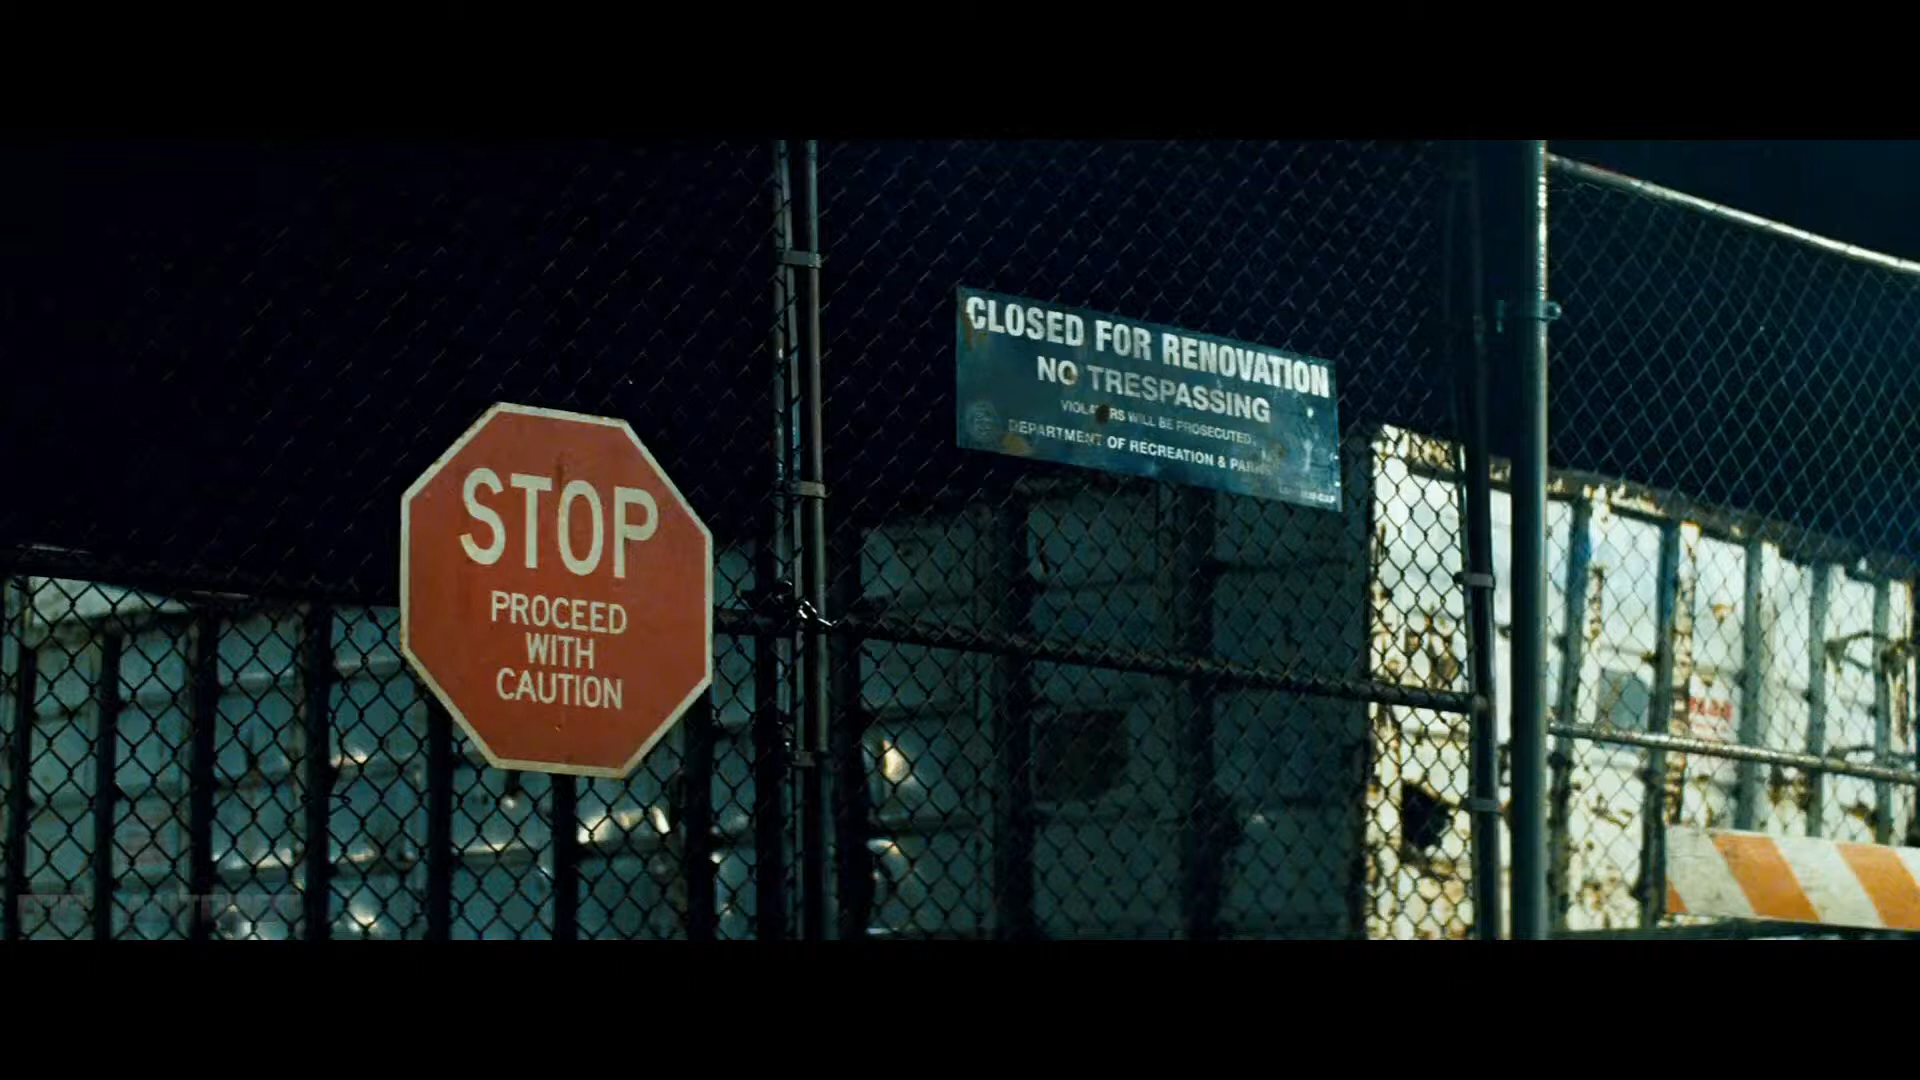 STOP
PROCEED
WITH
CAUTION
CLOSED FOR RENOVATION
NO TRESPASSING
WILL BE PROSECUTED
DEPARTMENT OF RECREATION &